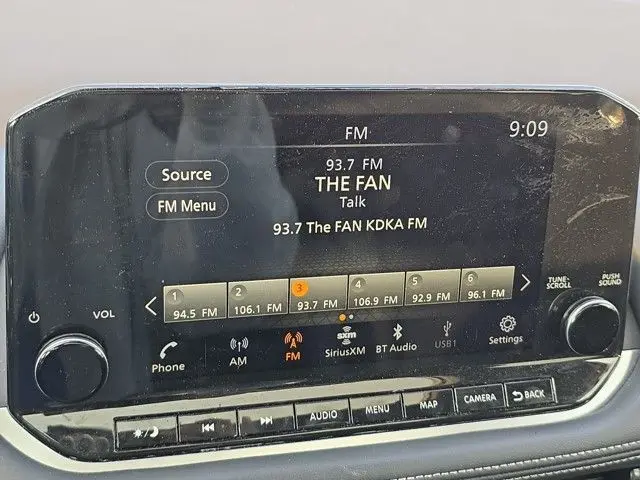 FM
9:09
Source
FM Menu
93.7 FM
THE FAN
Talk
93.7 The FAN KDKA FM
1 2 3 4 5 6
94.5 FM 106.1 FM 93.7 FM 106.9 FM 92.9 FM 96.1 FM
VOL
TUNE-SCROLL
PUSH SOUND
Phone AM FM SiriusXM BT Audio USB1 Settings
sxm
AUDIO MENU MAP CAMERA BACK